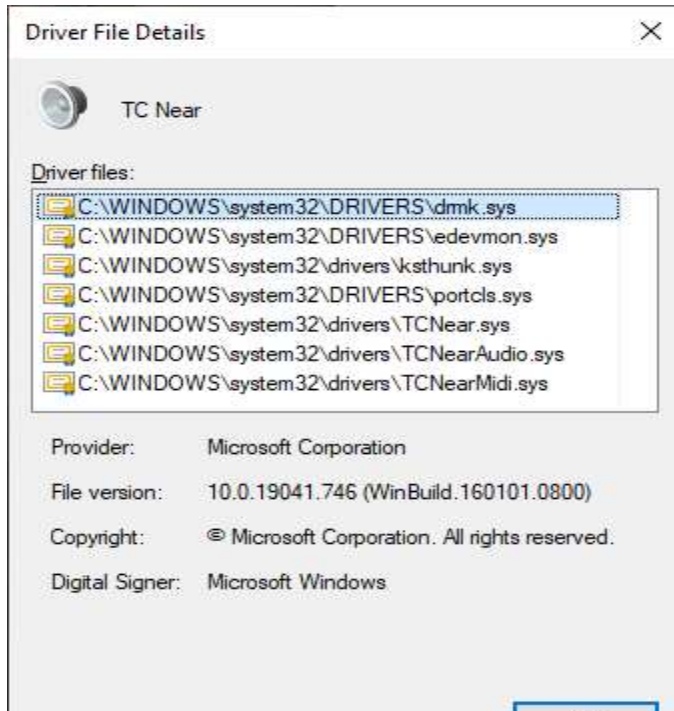 Driver File Details
TC Near
Driver files:
C:\WINDOWS\system32\DRIVERS\drmk.sys
C:\WINDOWS\system32\DRIVERS\edevmon.sys
C:\WINDOWS\system32\drivers\ksthunk.sys
C:\WINDOWS\system32\DRIVERS\portcls.sys
C:\WINDOWS\system32\drivers\TCNear.sys
C:\WINDOWS\system32\drivers\TCNearAudio.sys
C:\WINDOWS\system32\drivers\TCNearMidi.sys
Provider: Microsoft Corporation
File version: 10.0.19041.746 (WinBuild.160101.0800)
Copyright: © Microsoft Corporation. All rights reserved.
Digital Signer: Microsoft Windows